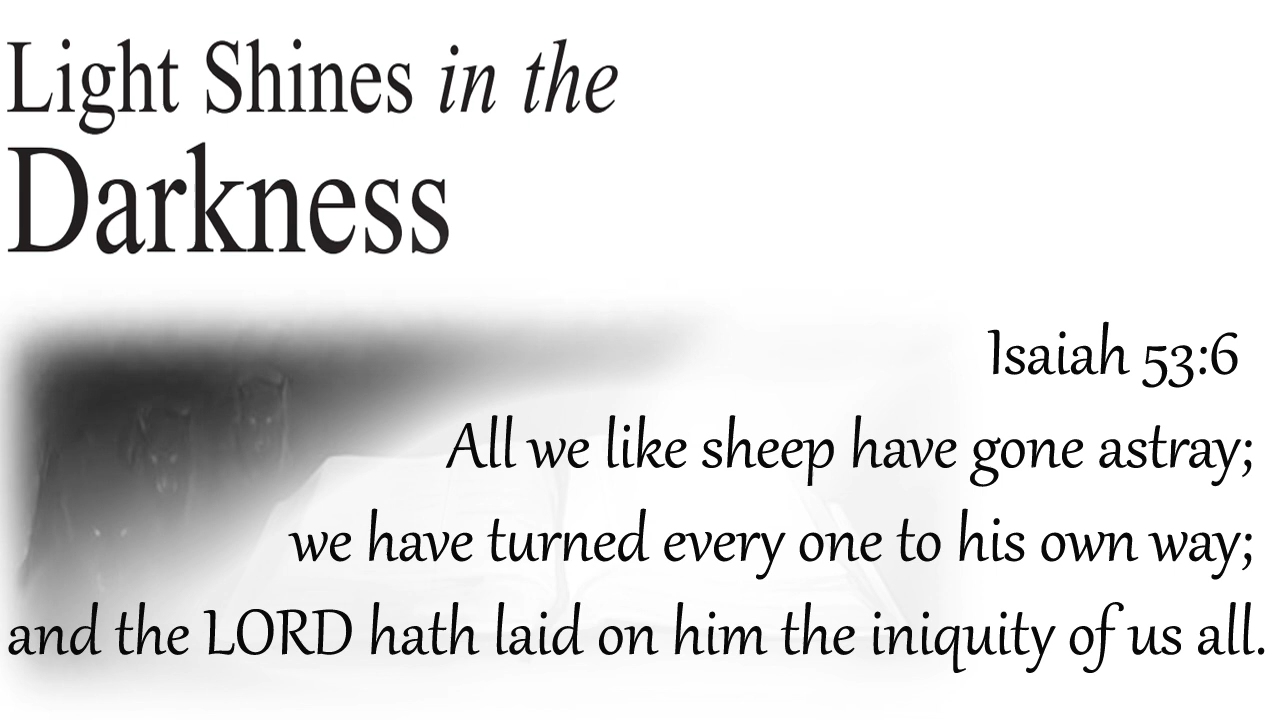 Light Shines in the
Darkness
Isaiah 53:6
All we like sheep have gone astray;
we have turned every one to his own way;
and the LORD hath laid on him the iniquity of us all.